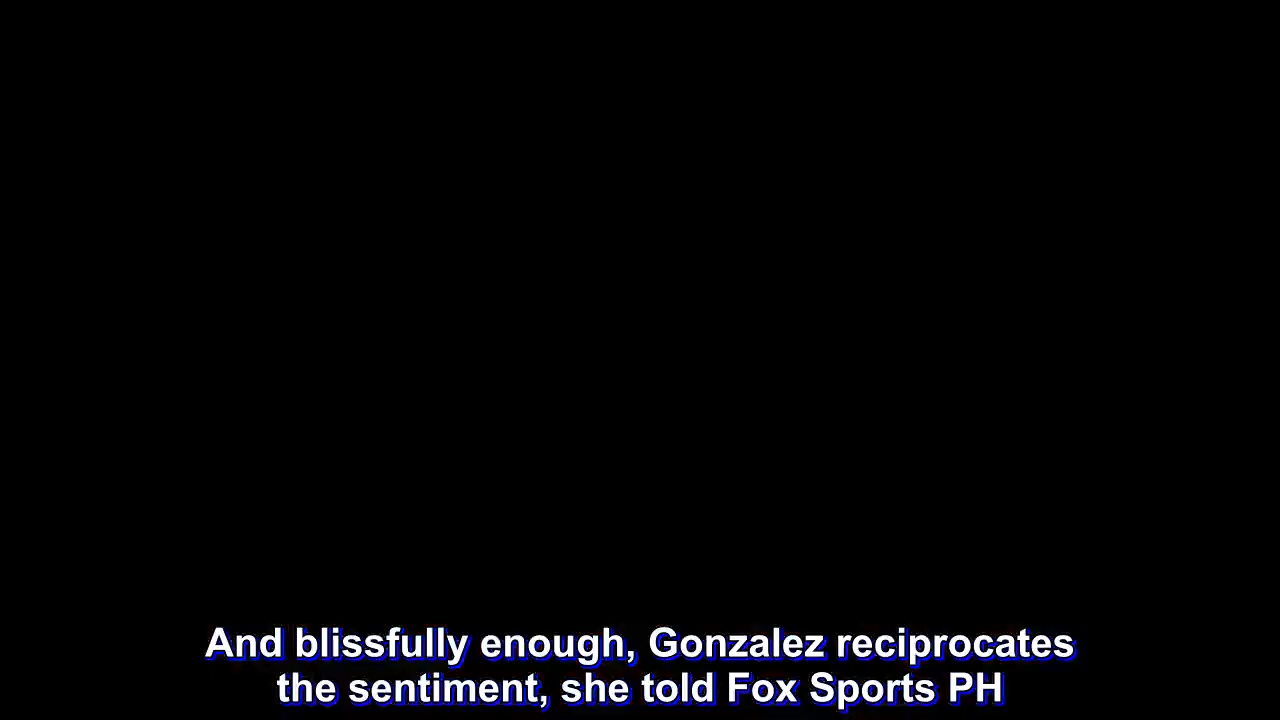 And blissfully enough, Gonzalez reciprocates
the sentiment, she told Fox Sports PH